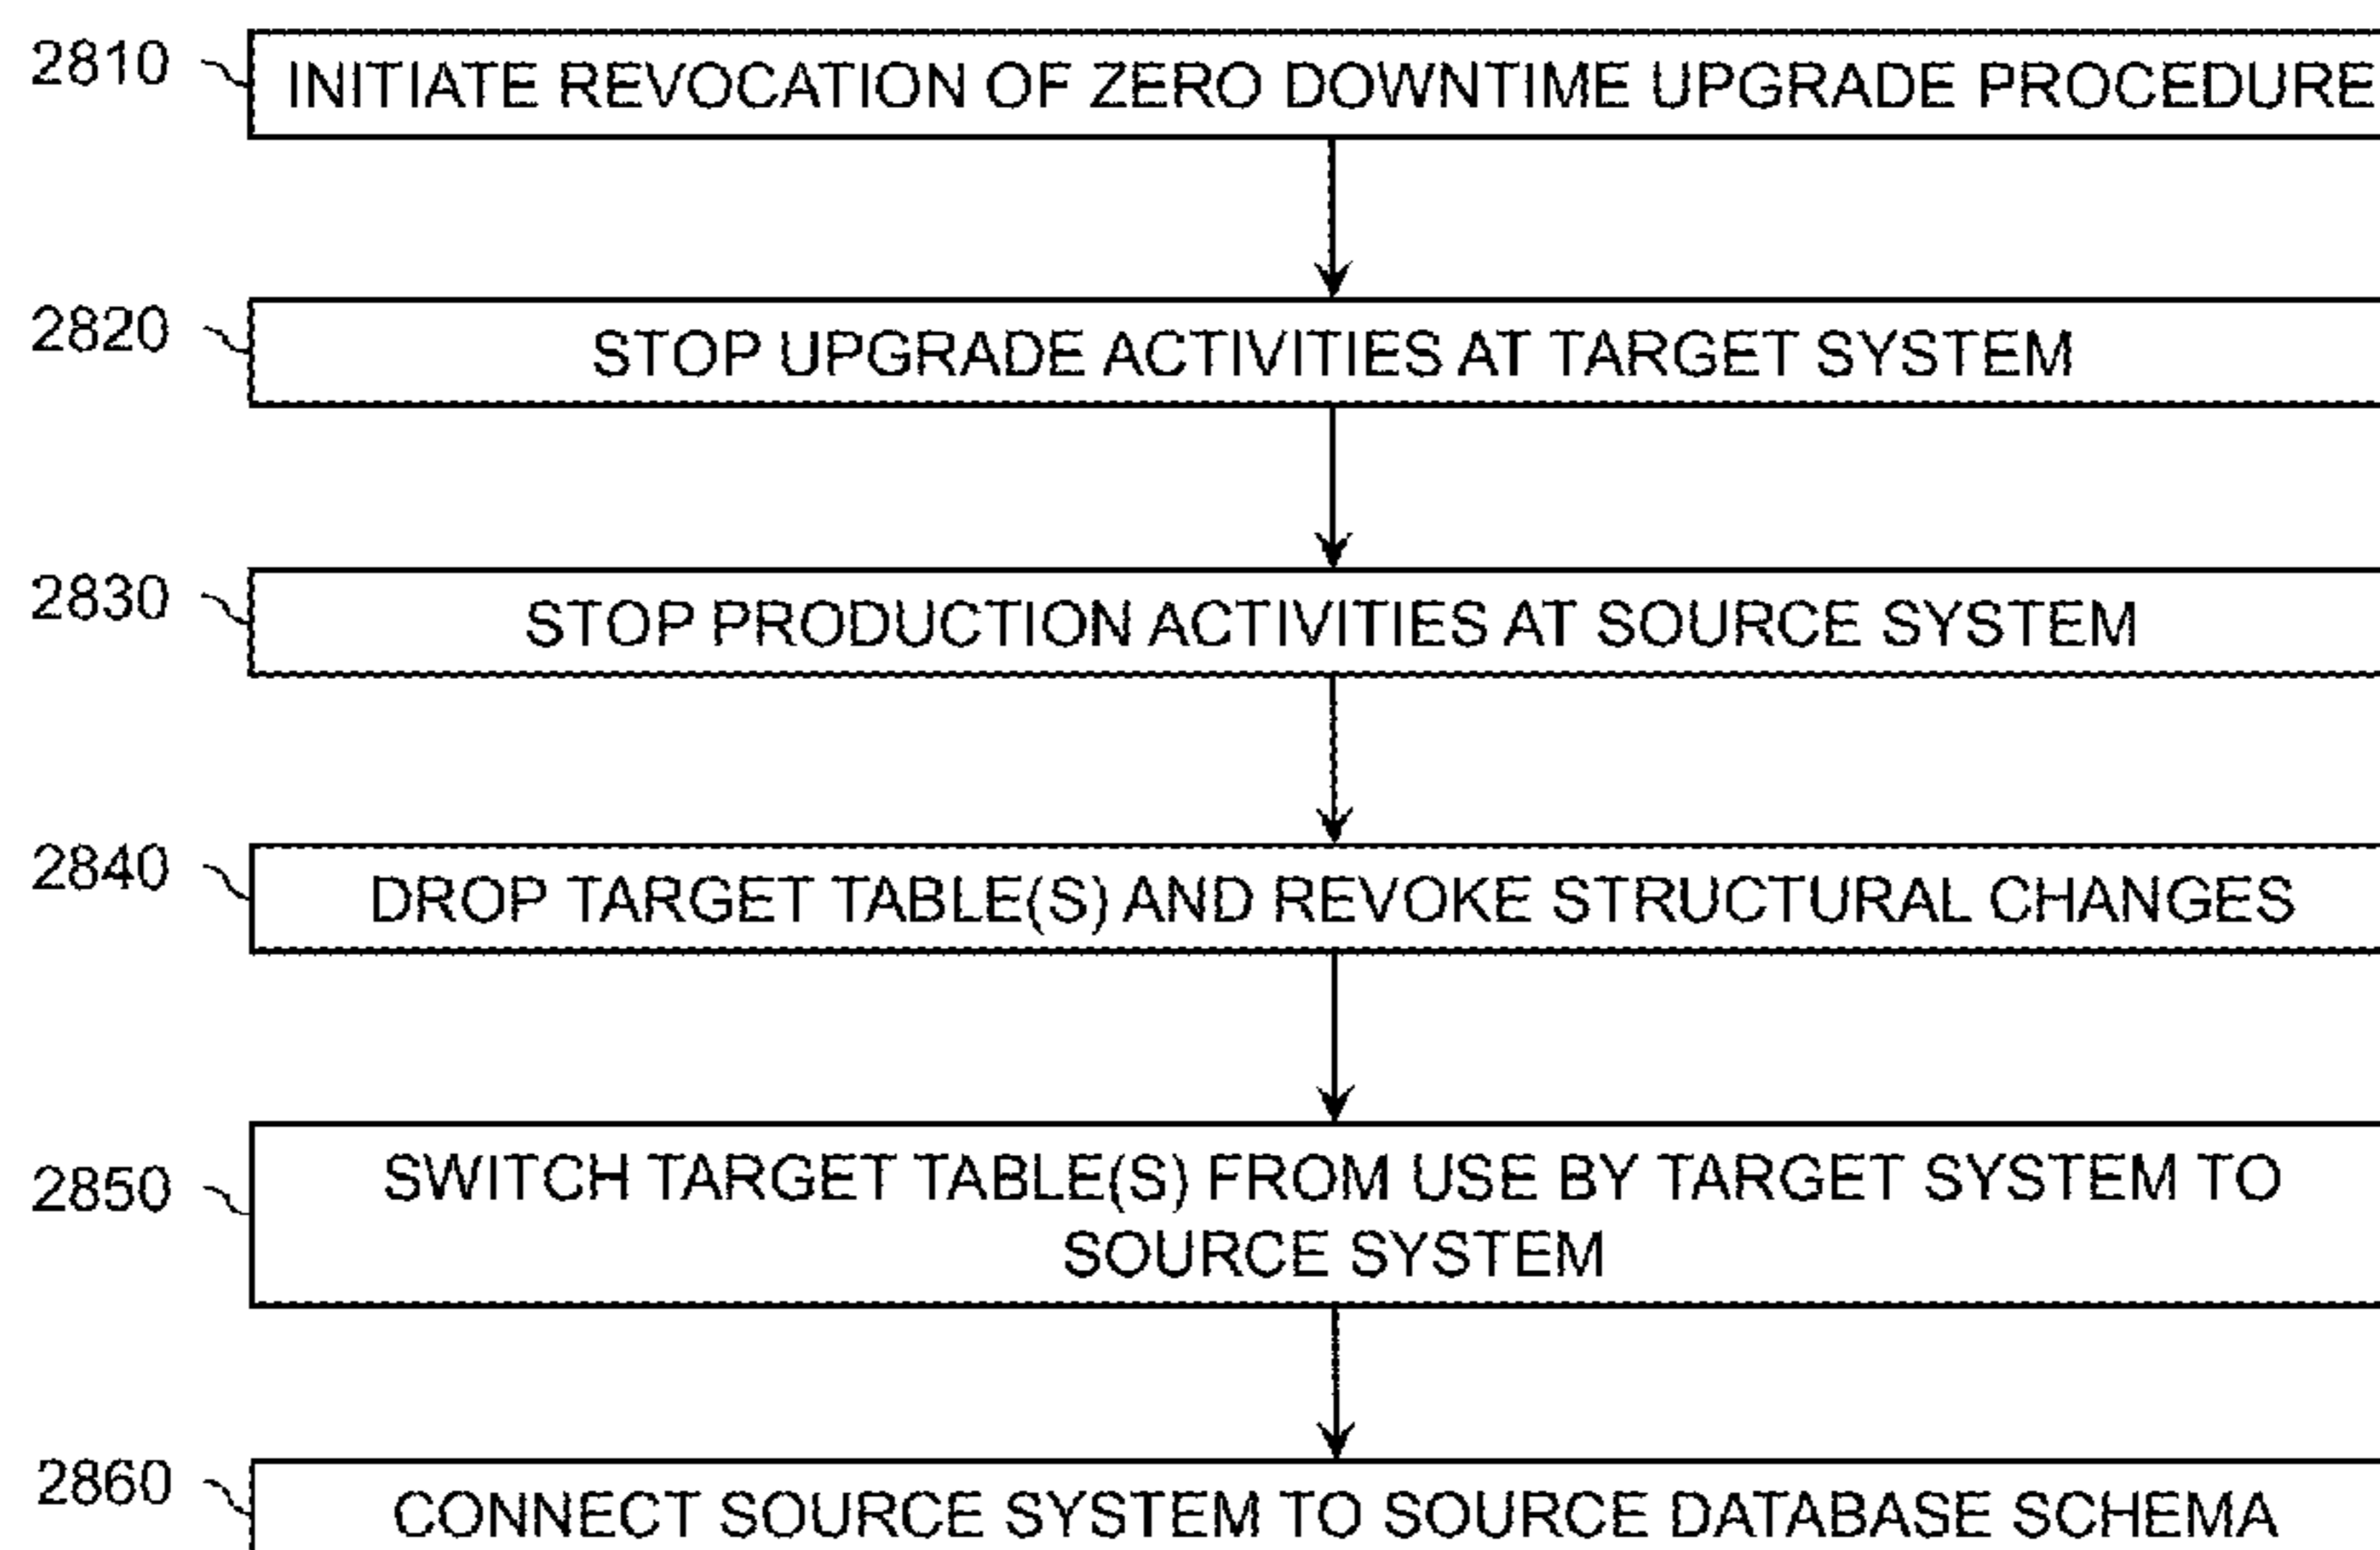 2810 INITIATE REVOCATION OF ZERO DOWNTIME UPGRADE PROCEDURE
2820 STOP UPGRADE ACTIVITIES AT TARGET SYSTEM
2830 STOP PRODUCTION ACTIVITIES AT SOURCE SYSTEM
2840 DROP TARGET TABLE(S) AND REVOKE STRUCTURAL CHANGES
2850 SWITCH TARGET TABLE(S) FROM USE BY TARGET SYSTEM TO
SOURCE SYSTEM
2860 CONNECT SOURCE SYSTEM TO SOURCE DATABASE SCHEMA